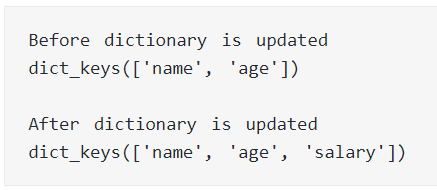 Before dictionary is updated
dict_keys(['name', 'age'])
After dictionary is updated
dict_keys(['name', 'age', 'salary'])